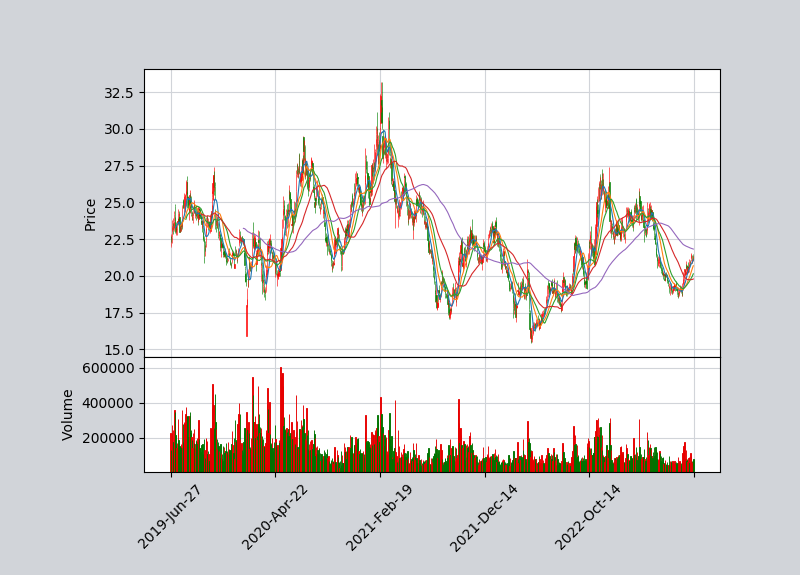 Price
32.5
30.0
27.5
25.0
22.5
20.0
17.5
15.0
Volume
600000
400000
200000
2019-Jun-27
2020-Apr-22
2021-Feb-19
2021-Dec-14
2022-Oct-14